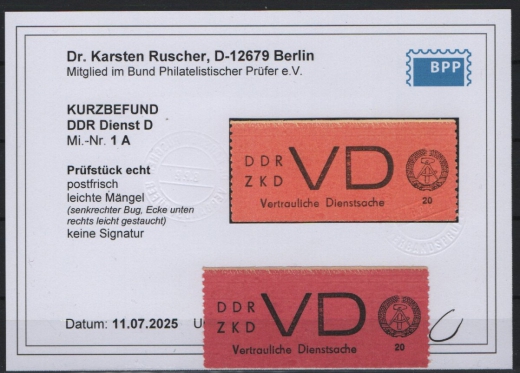 Dr. Karsten Ruscher, D-12679 Berlin
Mitglied im Bund Philatelistischer Prüfer e.V.
BPP
KURZBEFUND
DDR Dienst D
Mi.-Nr. 1 A
Prüfstück echt
postfrisch
leichte Mängel
(senkrechter Bug, Ecke unten
rechts leicht gestaucht)
keine Signatur
DDR
ZKD
VD
Vertrauliche Dienstsache
20
Datum: 11.07.2025
DDR
ZKD
VD
Vertrauliche Dienstsache
20